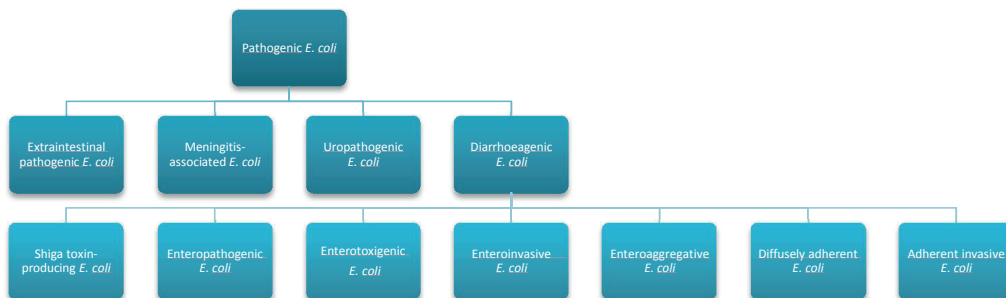 Pathogenic E. coli
Extraintestinal
pathogenic E. coli
Meningitis-
associated E. coli
Uropathogenic
E. coli
Diarrhoeagenic
E. coli
Shiga toxin-
producing E. coli
Enteropathogenic
E. coli
Enterotoxigenic
E. coli
Enteroinvasive
E. coli
Enteroaggregative
E. coli
Diffusely adherent
E. coli
Adherent invasive
E. coli